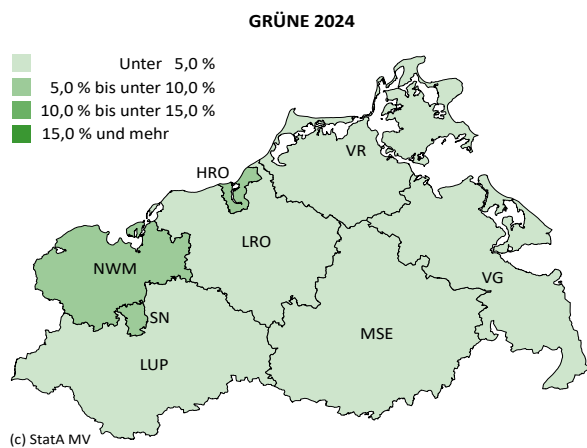 GRÜNE 2024
Unter 5,0 %
5,0 % bis unter 10,0 %
10,0 % bis unter 15,0 %
15,0 % und mehr
HRO
VR
LRO
NWM
VG
SN
MSE
LUP
(c) StatA MV